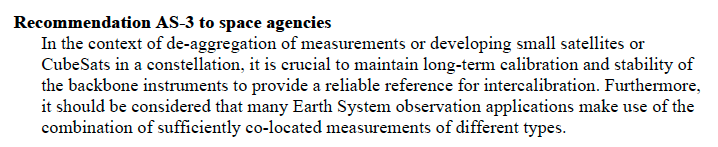 Recommendation AS-3 to space agencies
In the context of de-aggregation of measurements or developing small satellites or
CubeSats in a constellation, it is crucial to maintain long-term calibration and stability of
the backbone instruments to provide a reliable reference for intercalibration. Furthermore,
it should be considered that many Earth System observation applications make use of the
combination of sufficiently co-located measurements of different types.